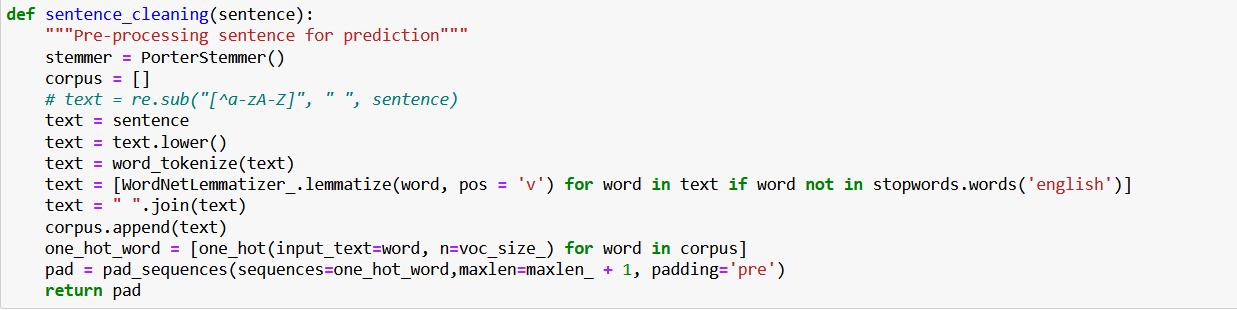 def sentence_cleaning(sentence):
    """Pre-processing sentence for prediction"""
    stemmer = PorterStemmer()
    corpus = []
    # text = re.sub("[^a-zA-Z]", " ", sentence)
    text = sentence
    text = text.lower()
    text = word_tokenize(text)
    text = [WordNetLemmatizer_.lemmatize(word, pos = 'v') for word in text if word not in stopwords.words('english')]
    text = " ".join(text)
    corpus.append(text)
    one_hot_word = [one_hot(input_text=word, n=voc_size_) for word in corpus]
    pad = pad_sequences(sequences=one_hot_word,maxlen=maxlen_ + 1, padding='pre')
    return pad